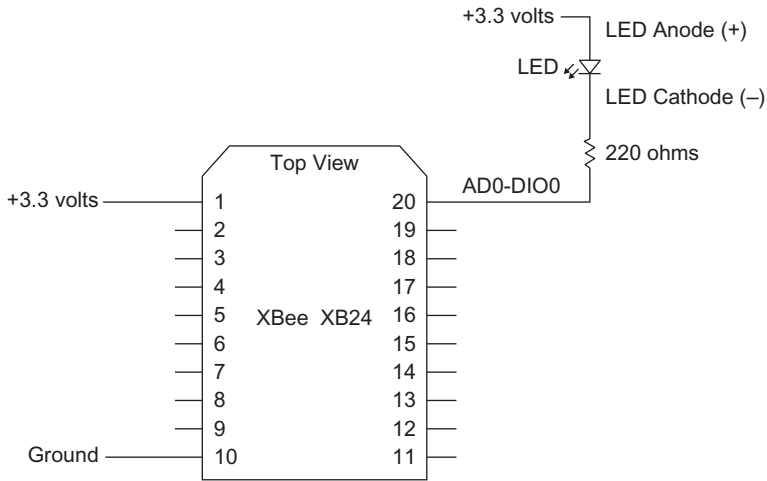 +3.3 volts
LED Anode (+)
LED
LED Cathode (–)
220 ohms
Top View
AD0-DIO0
+3.3 volts
1
20
2
19
3
18
4
17
5
XBee XB24
16
6
15
7
14
8
13
9
12
Ground
10
11